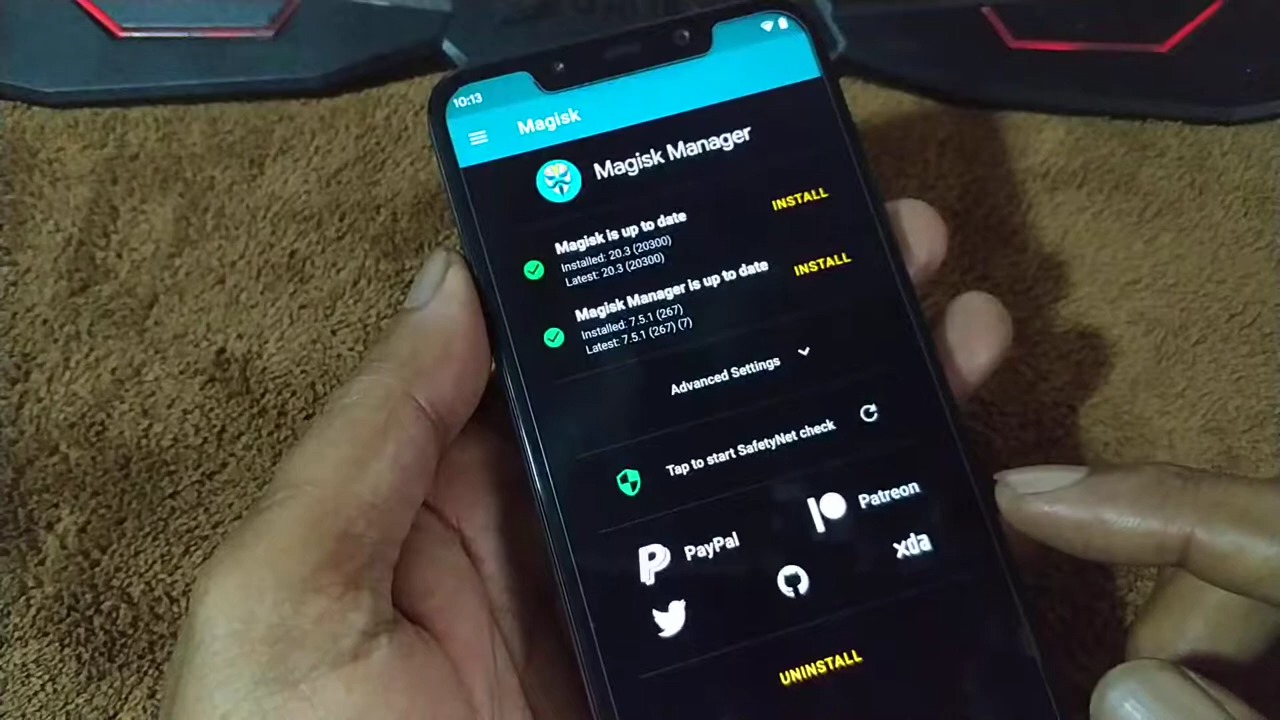 10:13
Magisk
Magisk Manager
Magisk is up to date
INSTALL
Installed: 20.3 (20300)
Latest: 20.3 (20300)
Magisk Manager is up to date
INSTALL
Installed: 7.5.1 (267)
Latest: 7.5.1 (267) (7)
Advanced Settings
Tap to start SafetyNet check
PayPal
Patreon
xda
UNINSTALL